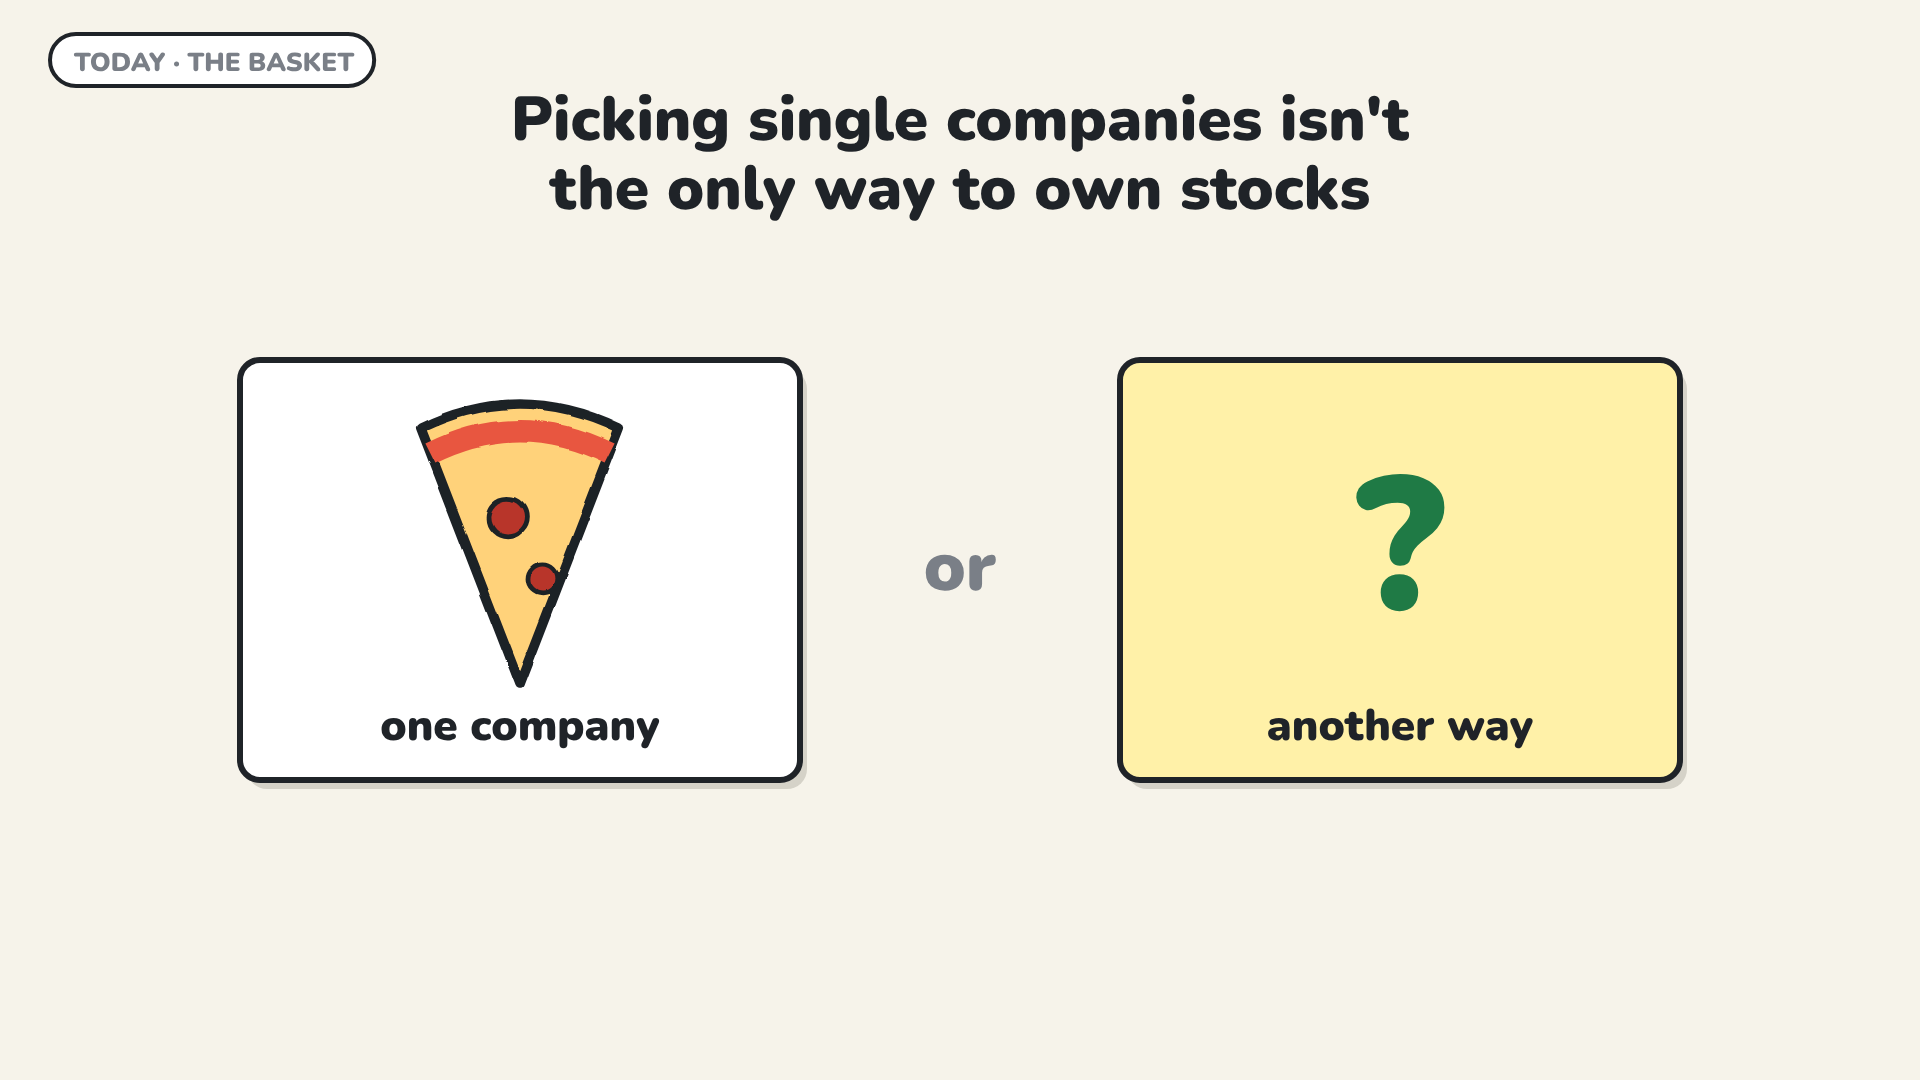 TODAY · THE BASKET
Picking single companies isn't
the only way to own stocks
one company
or
?
another way